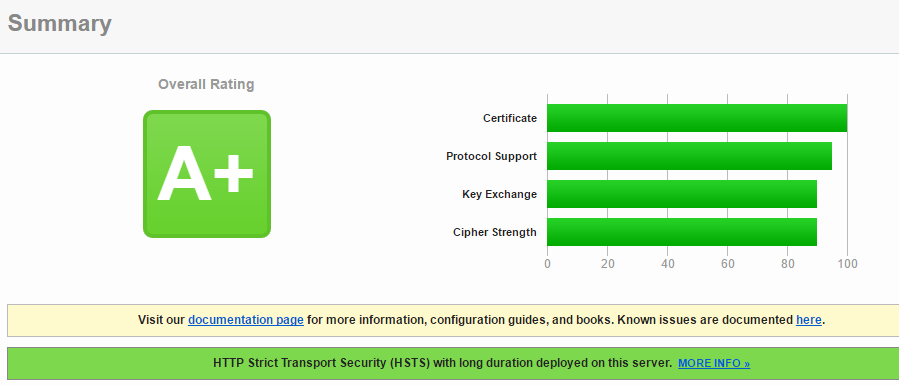 Summary
Overall Rating
A+
Certificate
Protocol Support
Key Exchange
Cipher Strength
0 20 40 60 80 100
Visit our documentation page for more information, configuration guides, and books. Known issues are documented here.
HTTP Strict Transport Security (HSTS) with long duration deployed on this server. MORE INFO »